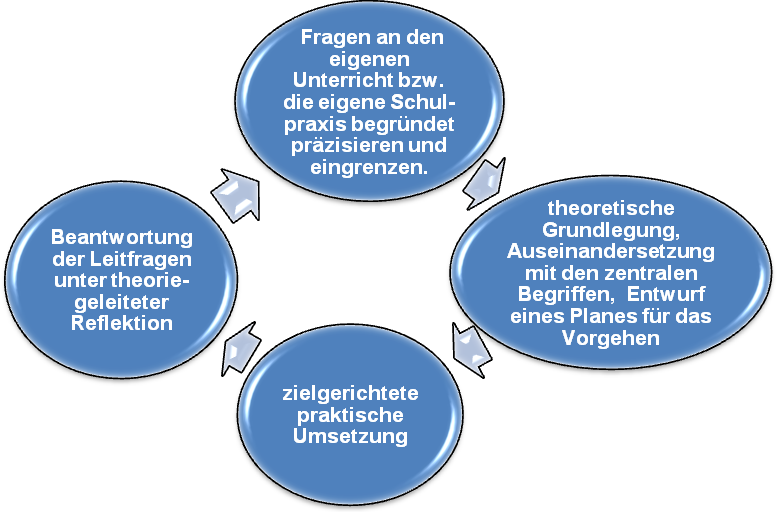 Fragen an den
eigenen
Unterricht bzw.
die eigene Schul-
praxis begründet
präzisieren und
eingrenzen.
theoretische
Grundlegung,
Auseinandersetzung
mit den zentralen
Begriffen, Entwurf
eines Planes für das
Vorgehen
zielgerichtete
praktische
Umsetzung
Beantwortung
der Leitfragen
unter theorie-
geleiteter
Reflektion